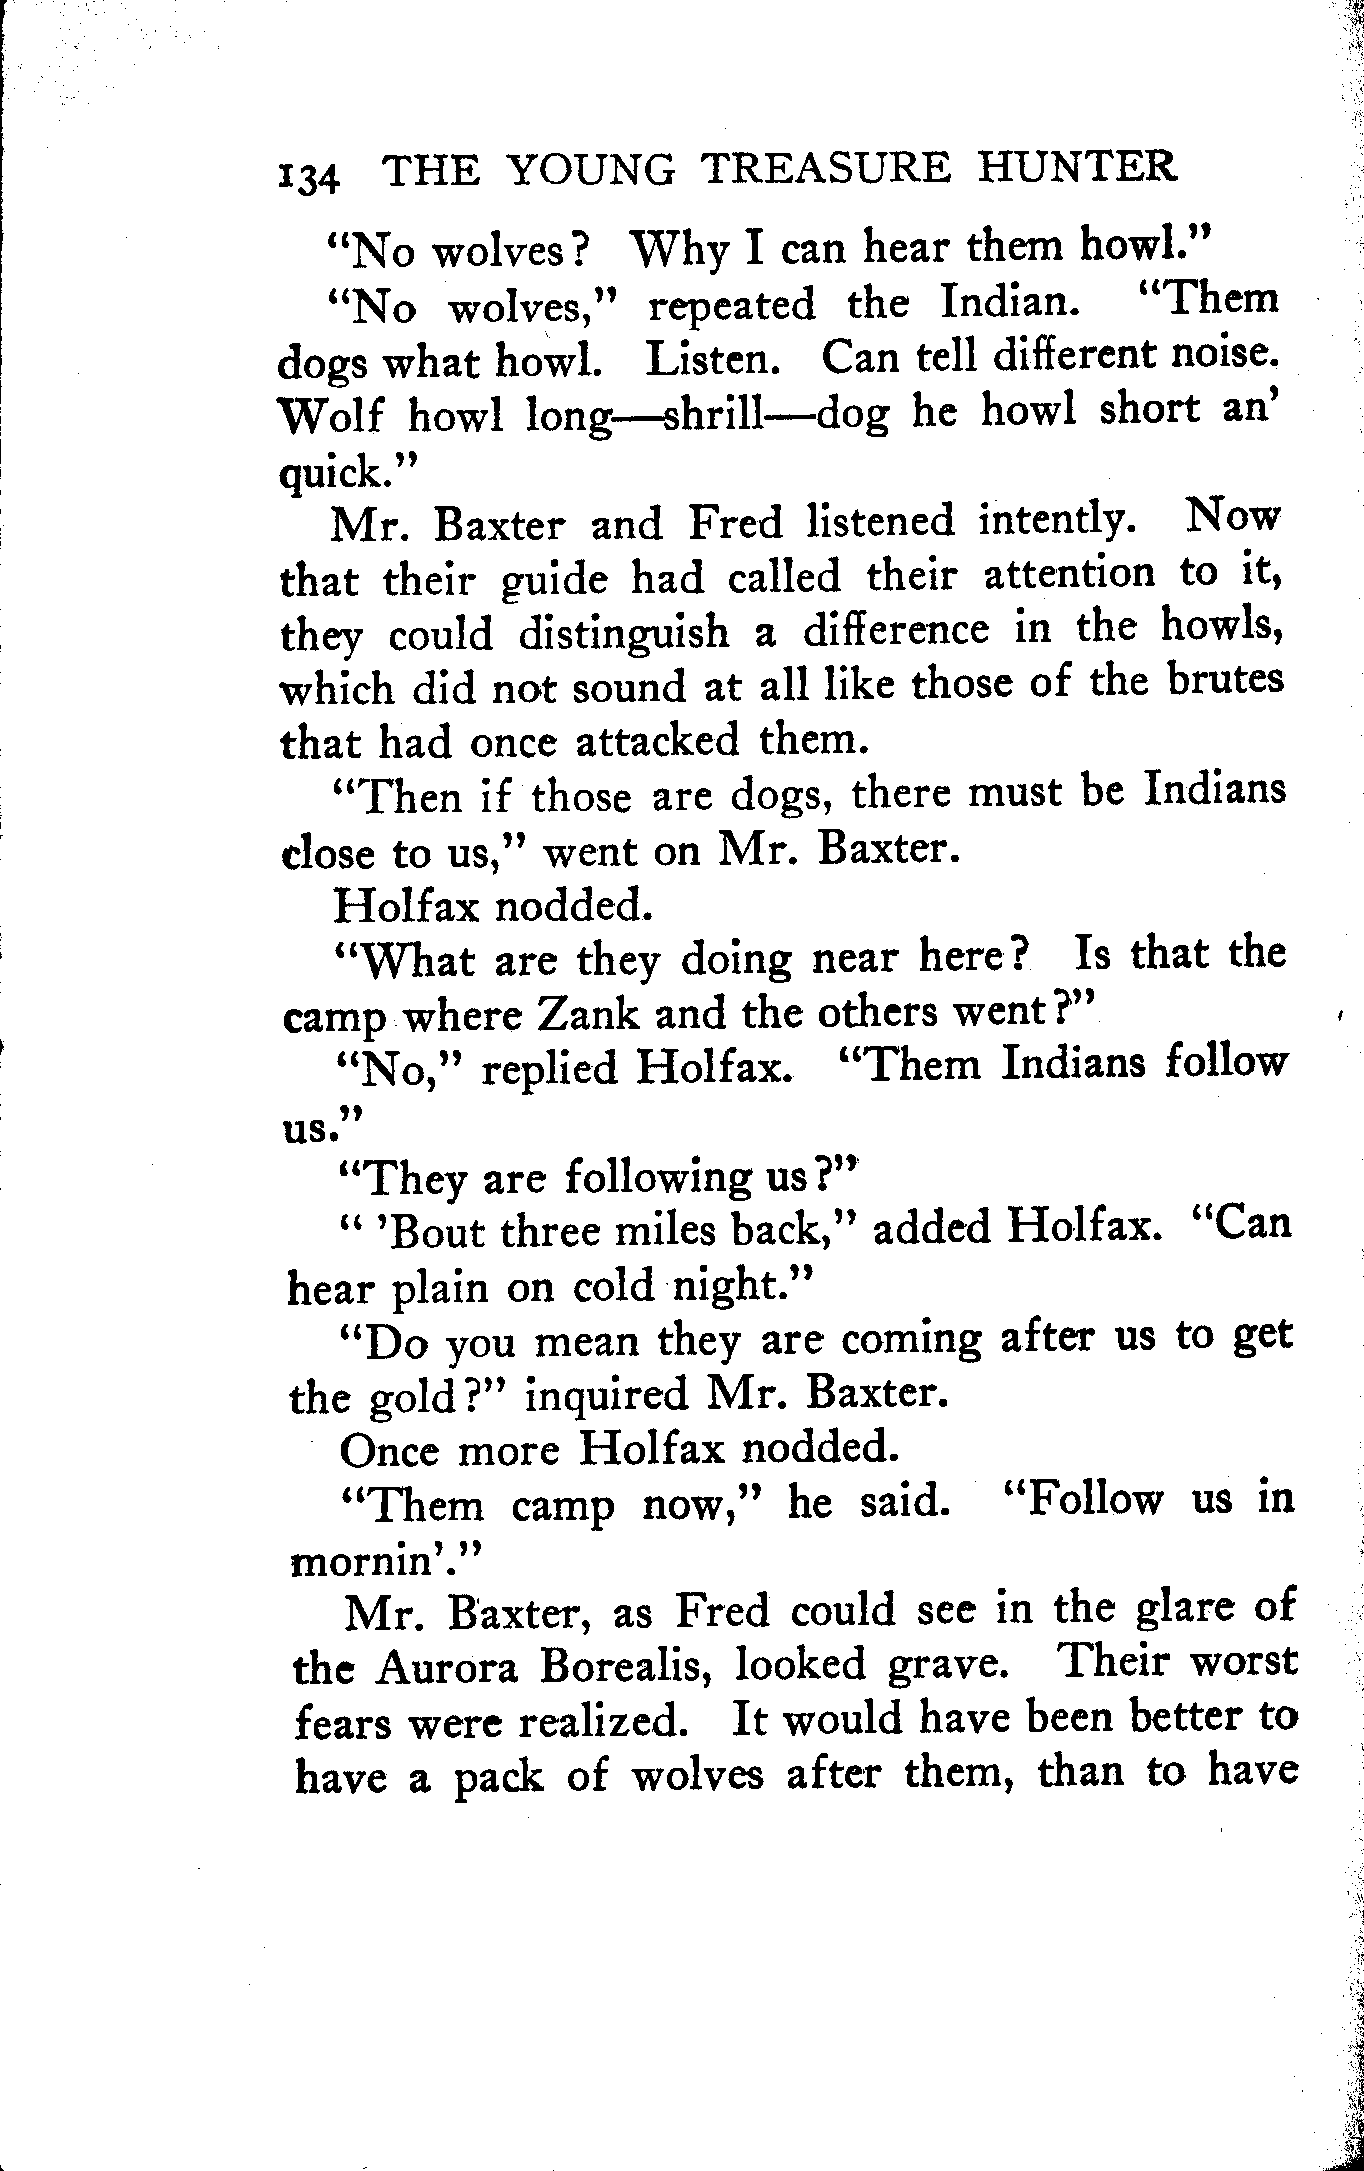 134 THE YOUNG TREASURE HUNTER
"No wolves? Why I can hear them howl."
"No wolves," repeated the Indian. "Them
dogs what howl. Listen. Can tell different noise.
Wolf howl long—shrill—dog he howl short an'
quick."
Mr. Baxter and Fred listened intently. Now
that their guide had called their attention to it,
they could distinguish a difference in the howls,
which did not sound at all like those of the brutes
that had once attacked them.
"Then if those are dogs, there must be Indians
close to us," went on Mr. Baxter.
Holfax nodded.
"What are they doing near here? Is that the
camp where Zank and the others went?"
"No," replied Holfax. "Them Indians follow
us."
"They are following us?"
" 'Bout three miles back," added Holfax. "Can
hear plain on cold night."
"Do you mean they are coming after us to get
the gold?" inquired Mr. Baxter.
Once more Holfax nodded.
"Them camp now," he said. "Follow us in
mornin'."
Mr. Baxter, as Fred could see in the glare of
the Aurora Borealis, looked grave. Their worst
fears were realized. It would have been better to
have a pack of wolves after them, than to have